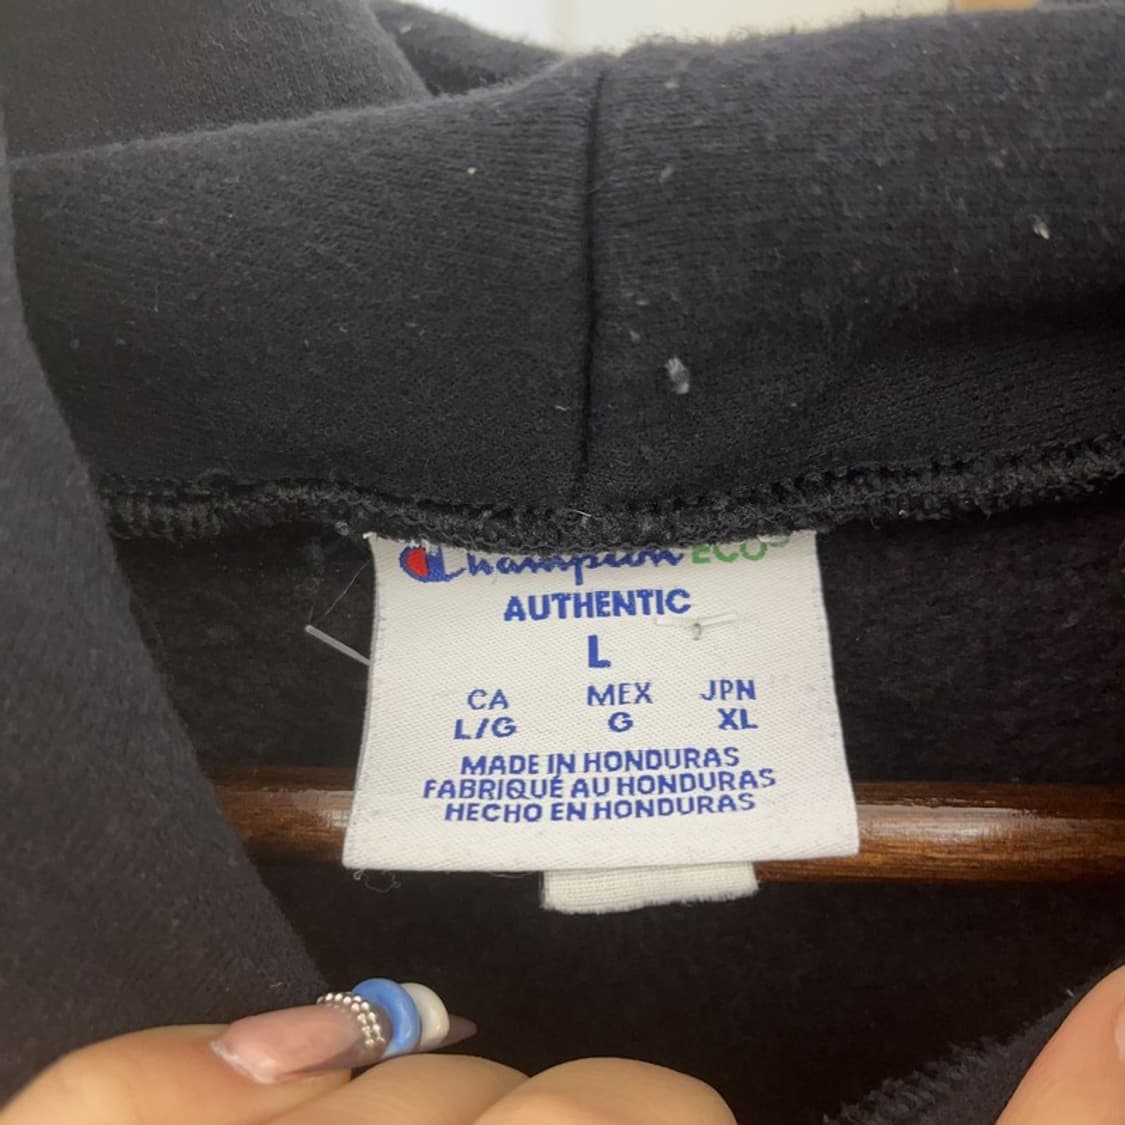 Champion ECO
AUTHENTIC
L
CA MEX JPN
L/G G XL
MADE IN HONDURAS
FABRIQUÉ AU HONDURAS
HECHO EN HONDURAS